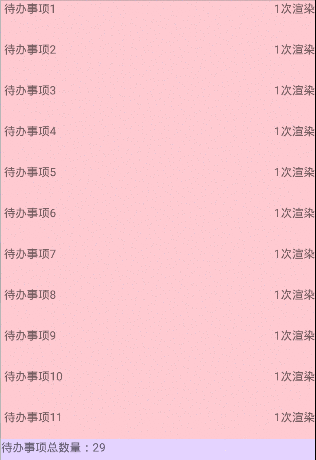 待办事项1 1次渲染
待办事项2 1次渲染
待办事项3 1次渲染
待办事项4 1次渲染
待办事项5 1次渲染
待办事项6 1次渲染
待办事项7 1次渲染
待办事项8 1次渲染
待办事项9 1次渲染
待办事项10 1次渲染
待办事项11 1次渲染
待办事项总数量：29